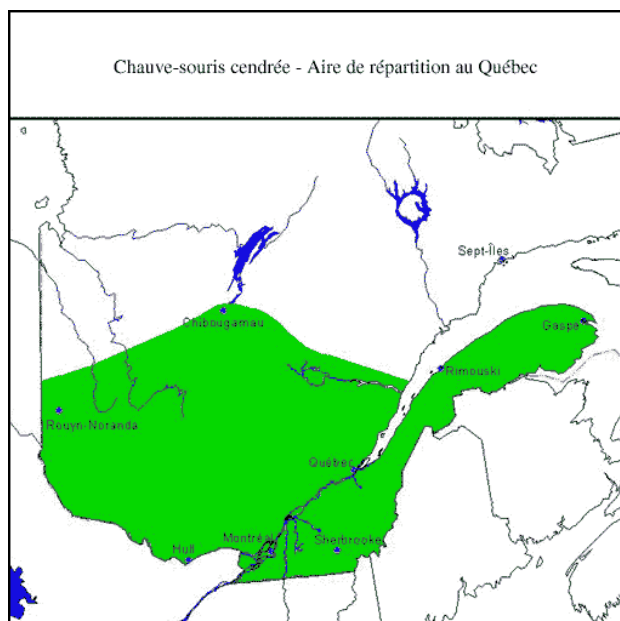 Chauve-souris cendrée - Aire de répartition au Québec
Sept-Îles
Chibougamau
Gaspé
Rimouski
Rouyn-Noranda
Québec
Montréal
Sherbrooke
Hull